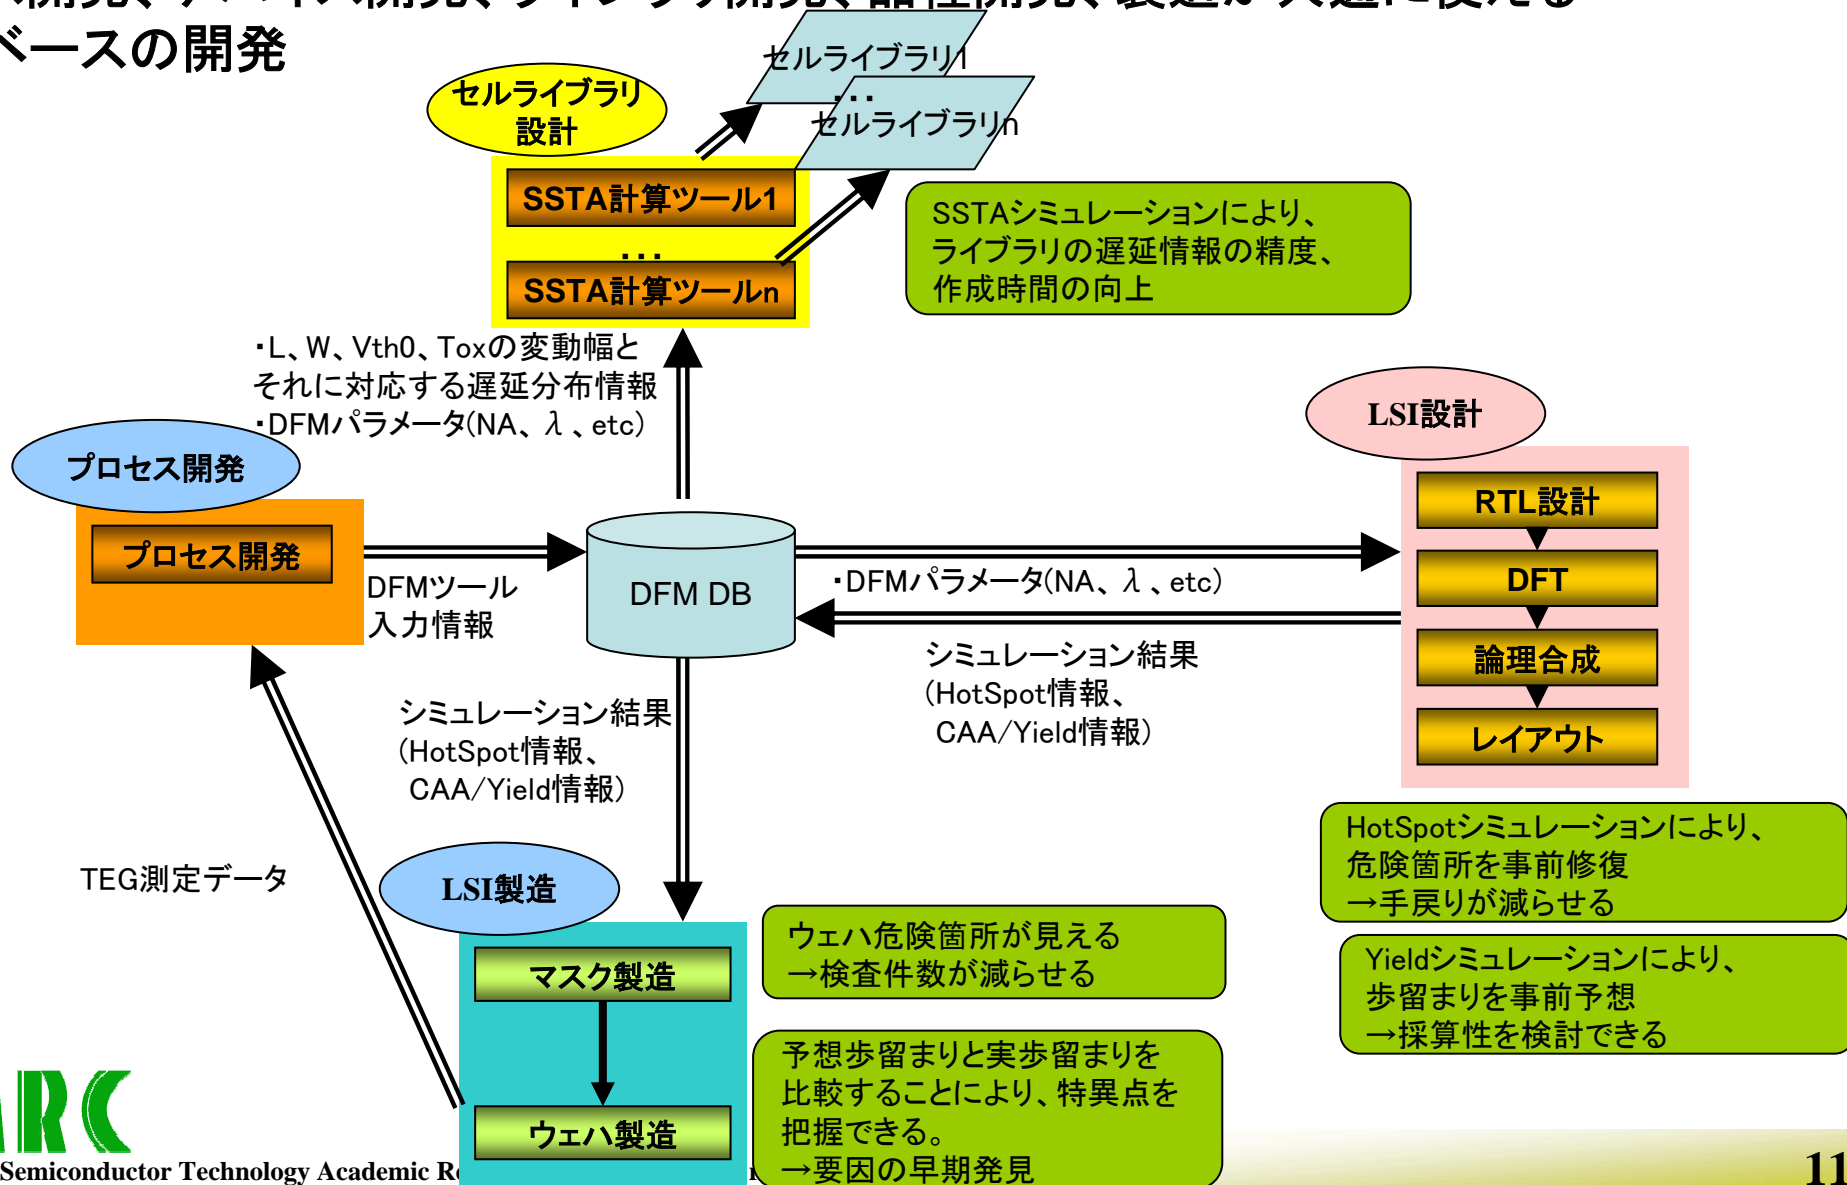 ベースの開発
セルライブラリ1
・・・
セルライブラリn
セルライブラリ
設計
SSTA計算ツール1
・・・
SSTA計算ツールn
SSTAシミュレーションにより、
ライブラリの遅延情報の精度、
作成時間の向上
・L、W、Vth0、Toxの変動幅と
それに対応する遅延分布情報
・DFMパラメータ(NA、λ、etc)
LSI設計
プロセス開発
RTL設計
プロセス開発
DFMツール
入力情報
DFM DB
・DFMパラメータ(NA、λ、etc)
DFT
論理合成
レイアウト
シミュレーション結果
(HotSpot情報、
CAA/Yield情報)
シミュレーション結果
(HotSpot情報、
CAA/Yield情報)
TEG測定データ
LSI製造
HotSpotシミュレーションにより、
危険箇所を事前修復
→手戻りが減らせる
マスク製造
ウェハ危険箇所が見える
→検査件数が減らせる
Yieldシミュレーションにより、
歩留まりを事前予想
→採算性を検討できる
ウェハ製造
予想歩留まりと実歩留まりを
比較することにより、特異点を
把握できる。
→要因の早期発見
ARC
Semiconductor Technology Academic
11